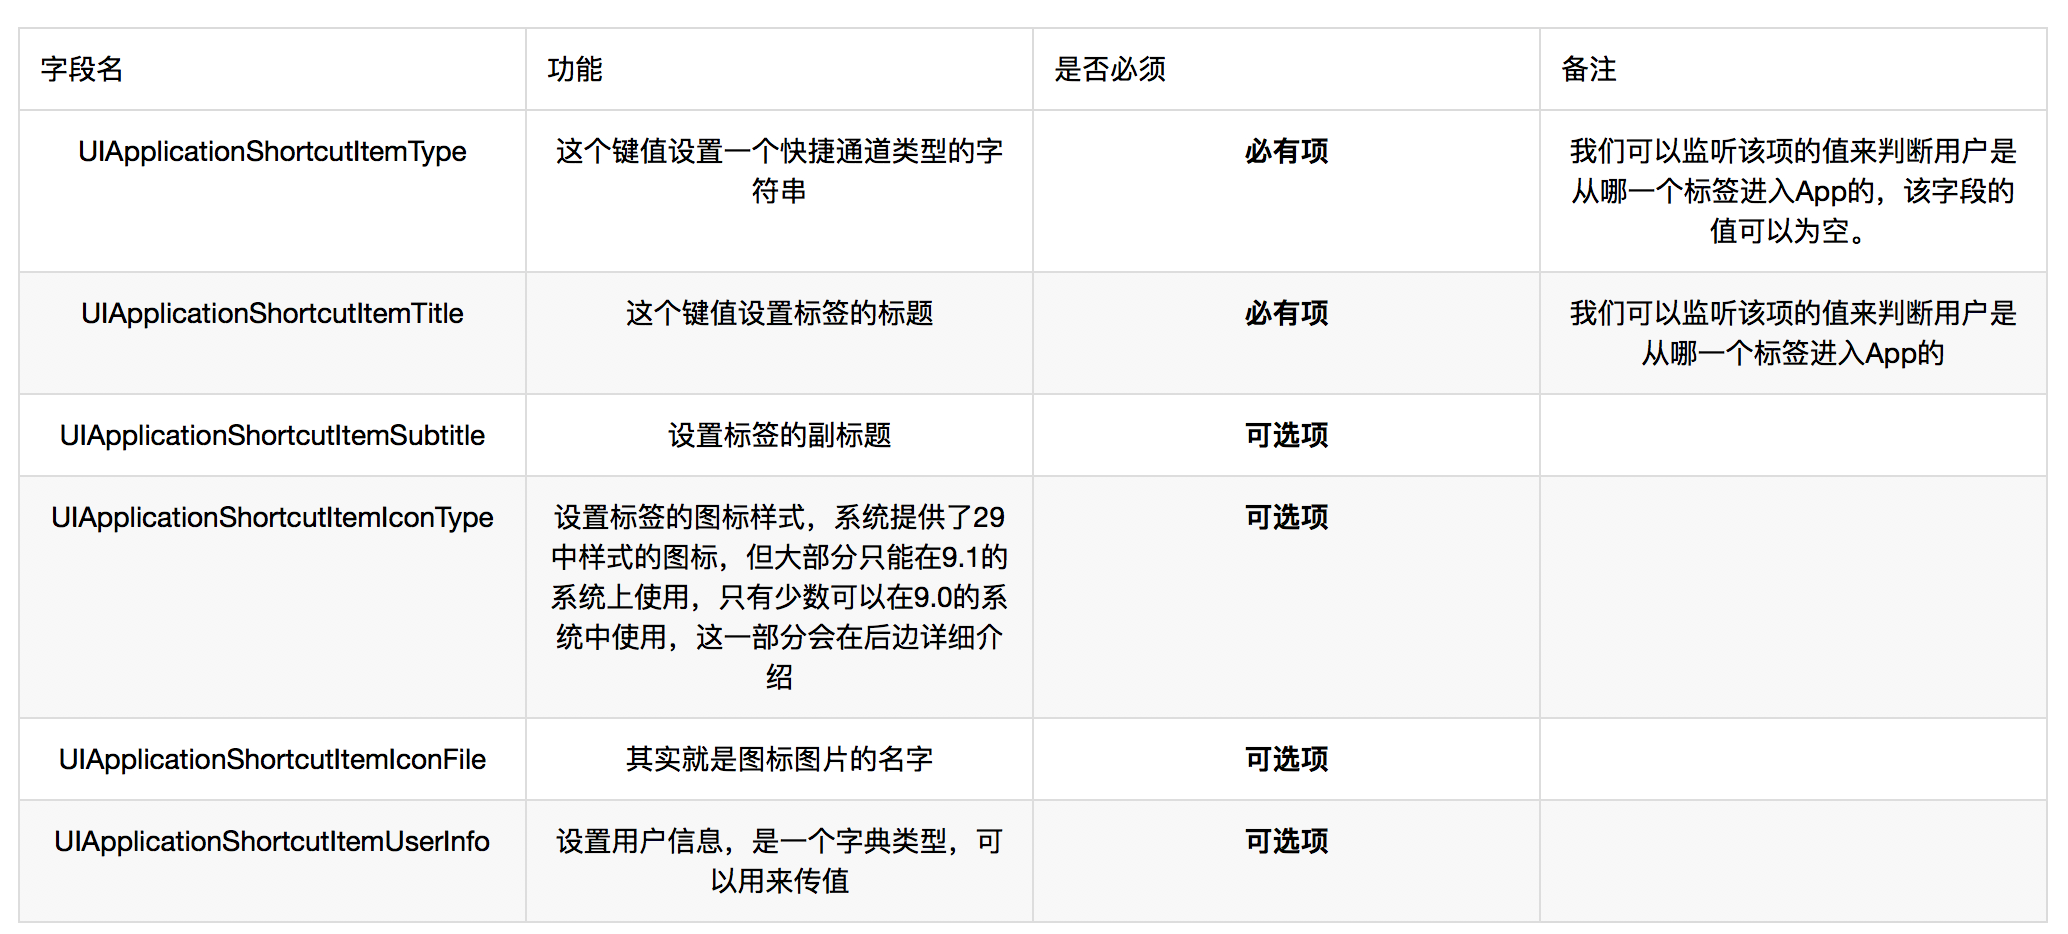 字段名
功能
是否必须
备注
UIApplicationShortcutItemType
这个键值设置一个快捷通道类型的字
符串
必有项
我们可以监听该项的值来判断用户是
从哪一个标签进入App的，该字段的
值可以为空。
UIApplicationShortcutItemTitle
这个键值设置标签的标题
必有项
我们可以监听该项的值来判断用户是
从哪一个标签进入App的
UIApplicationShortcutItemSubtitle
设置标签的副标题
可选项
UIApplicationShortcutItemIconType
设置标签的图标样式，系统提供了29
中样式的图标，但大部分只能在9.1的
系统上使用，只有少数可以在9.0的系
统中使用，这一部分会在后边详细介
绍
可选项
UIApplicationShortcutItemIconFile
其实就是图标图片的名字
可选项
UIApplicationShortcutItemUserInfo
设置用户信息，是一个字典类型，可
以用来传值
可选项